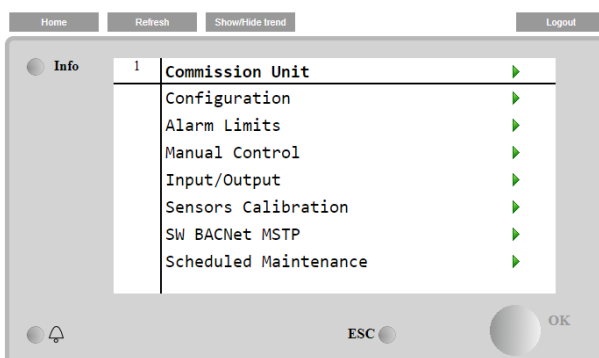 Home Refresh Show/Hide trend Logout
Info 1 Commission Unit
Configuration
Alarm Limits
Manual Control
Input/Output
Sensors Calibration
SW BACNet MSTP
Scheduled Maintenance
ESC OK